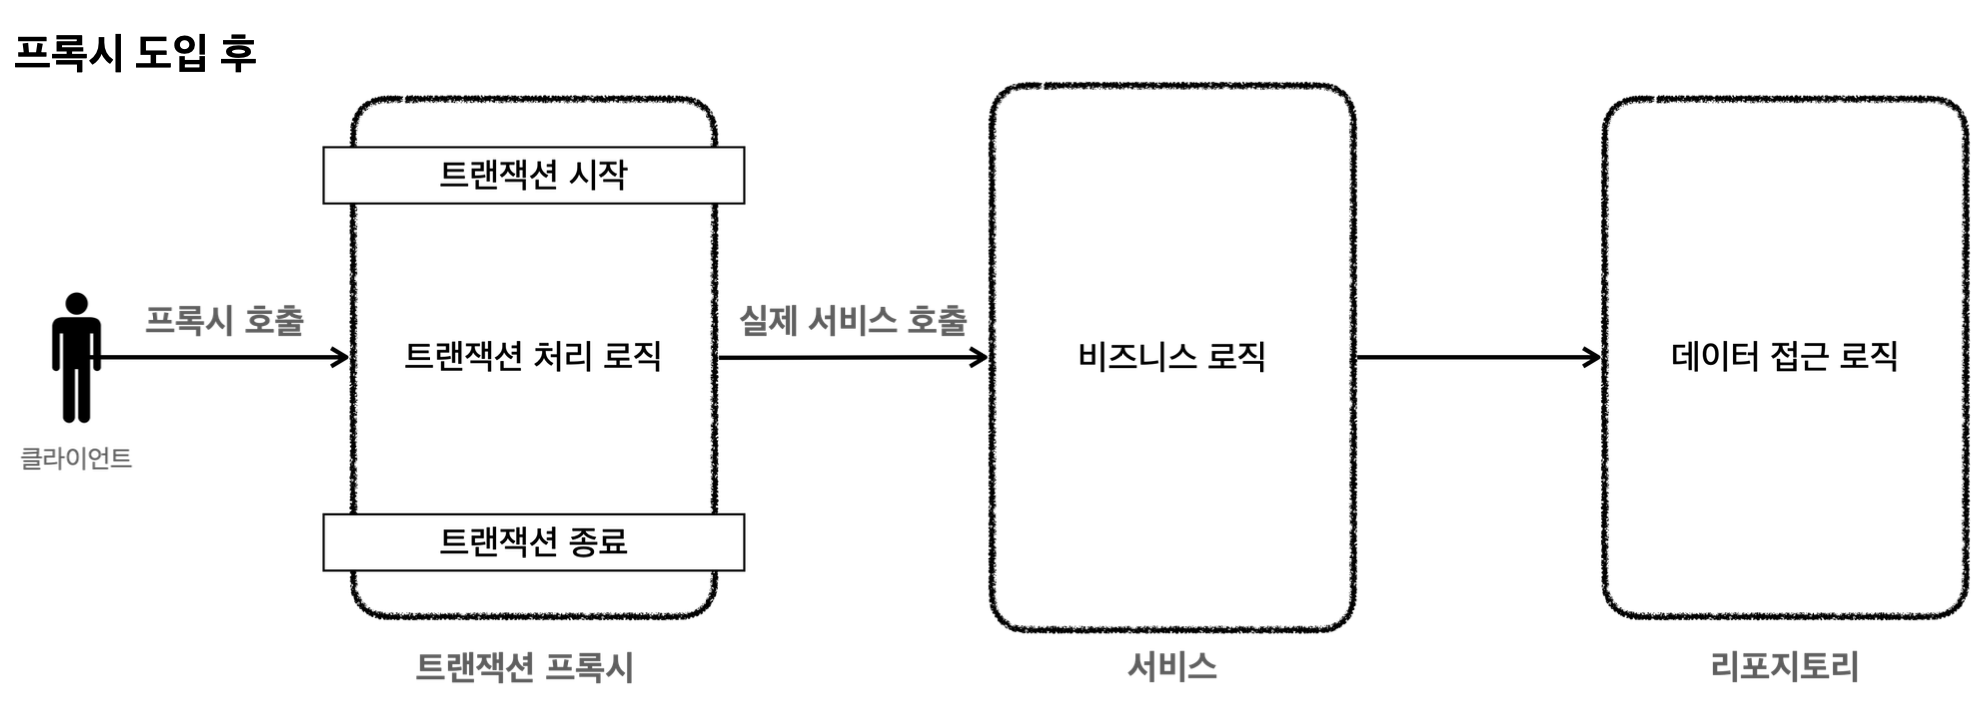 프록시 도입 후
트랜잭션 시작
프록시 호출
트랜잭션 처리 로직
실제 서비스 호출
비즈니스 로직
데이터 접근 로직
클라이언트
트랜잭션 종료
트랜잭션 프록시
서비스
리포지토리